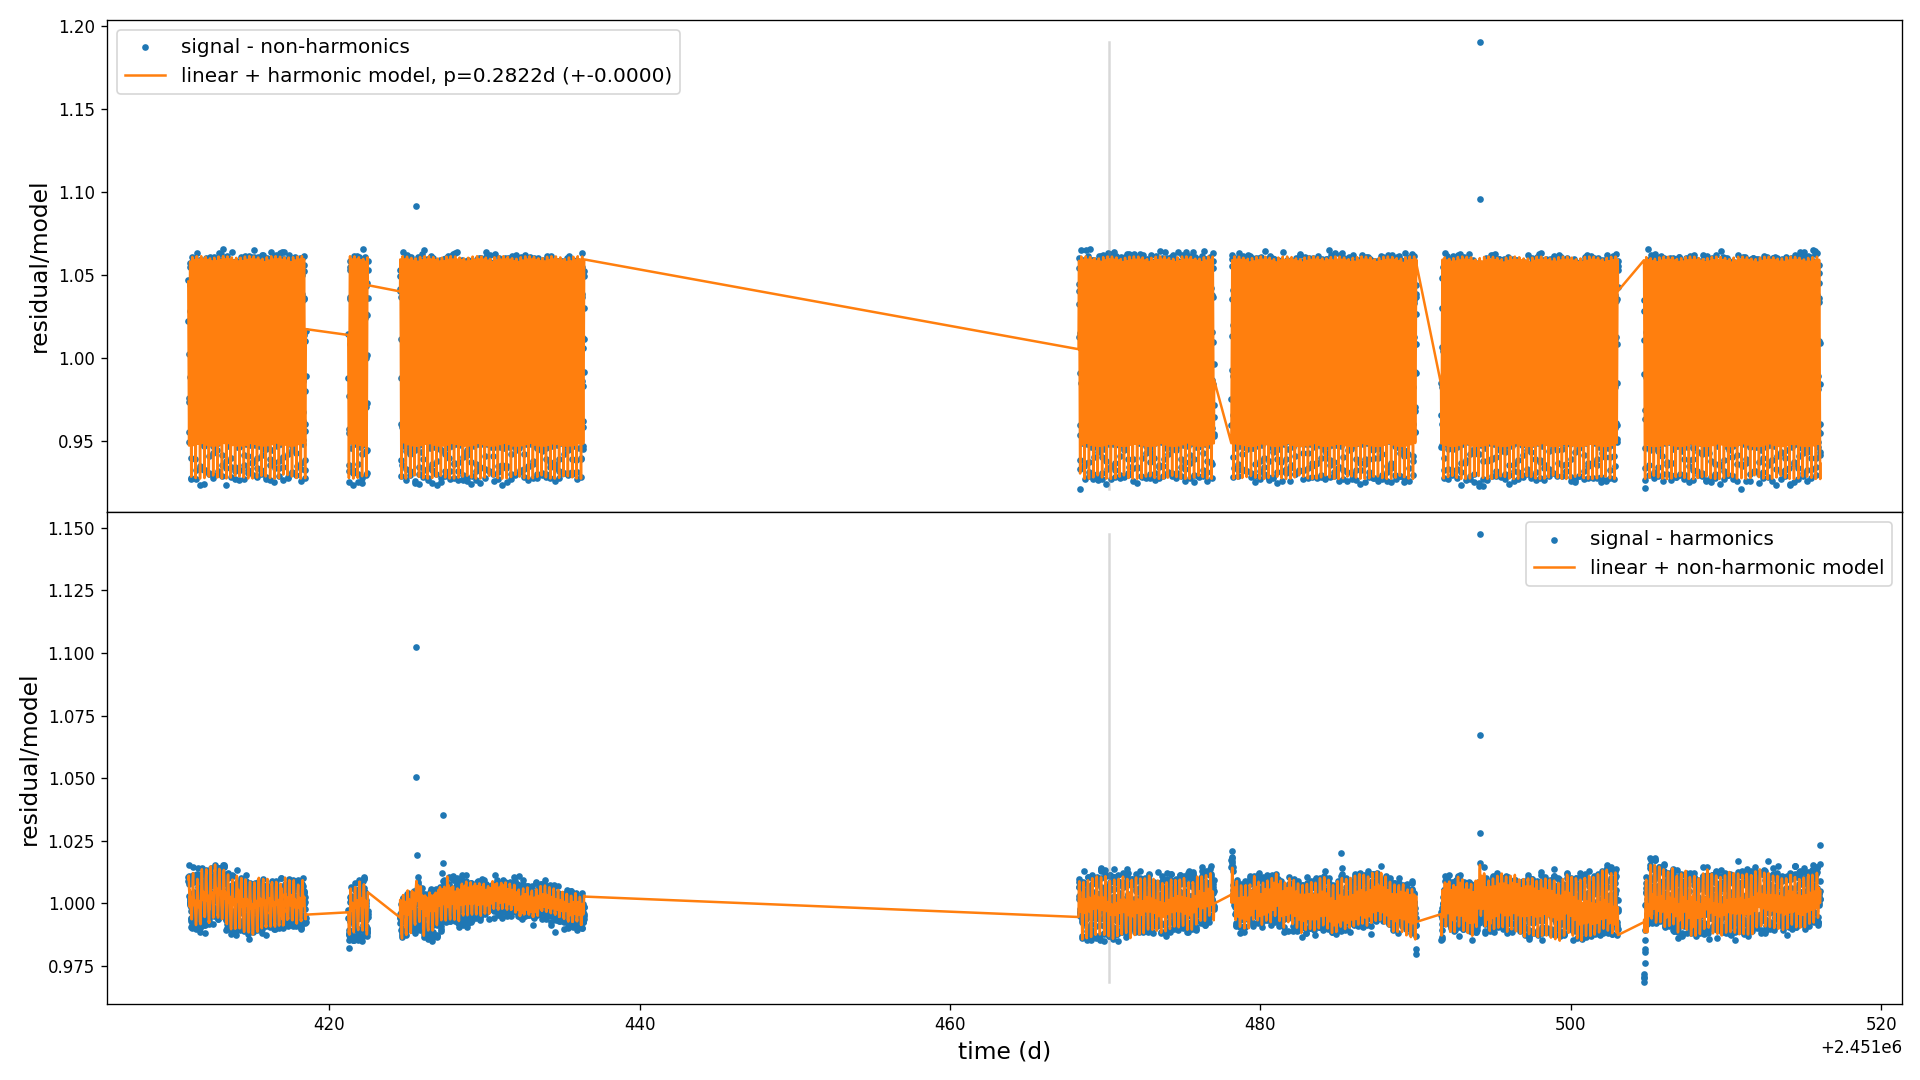 1.20
1.15
1.10
1.05
1.00
0.95
residual/model
signal - non-harmonics
linear + harmonic model, p=0.2822d (+-0.0000)
1.150
1.125
1.100
1.075
1.050
1.025
1.000
0.975
residual/model
signal - harmonics
linear + non-harmonic model
420 440 460 480 500 520
time (d)
+2.451e6